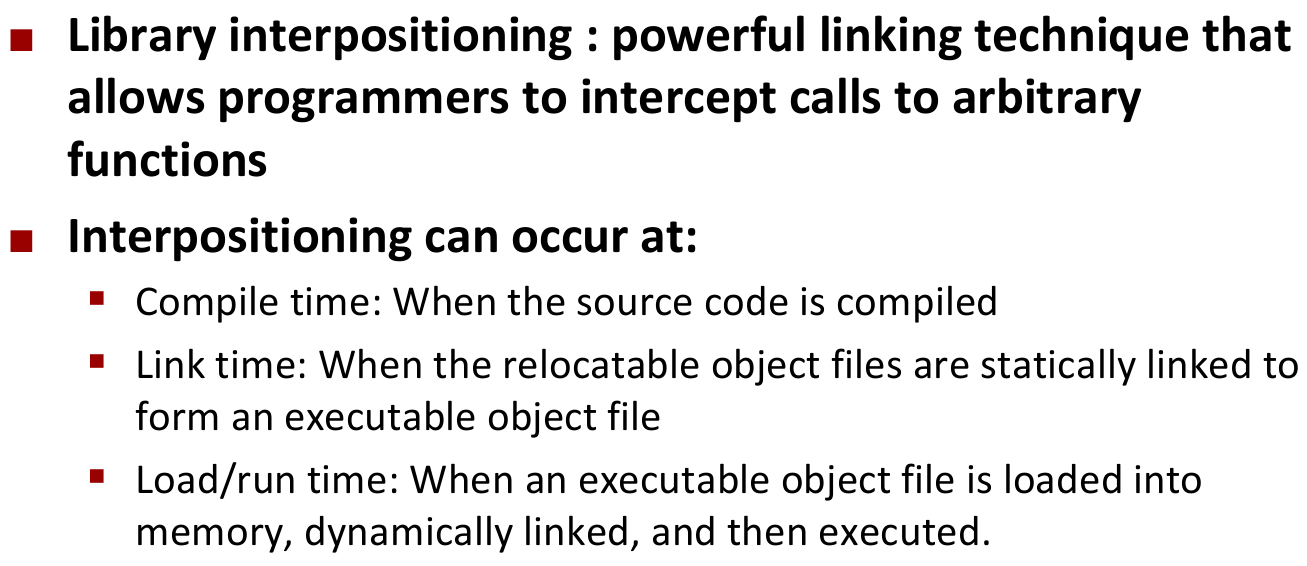 Library interpositioning : powerful linking technique that
allows programmers to intercept calls to arbitrary
functions
Interpositioning can occur at:
Compile time: When the source code is compiled
Link time: When the relocatable object files are statically linked to
form an executable object file
Load/run time: When an executable object file is loaded into
memory, dynamically linked, and then executed.